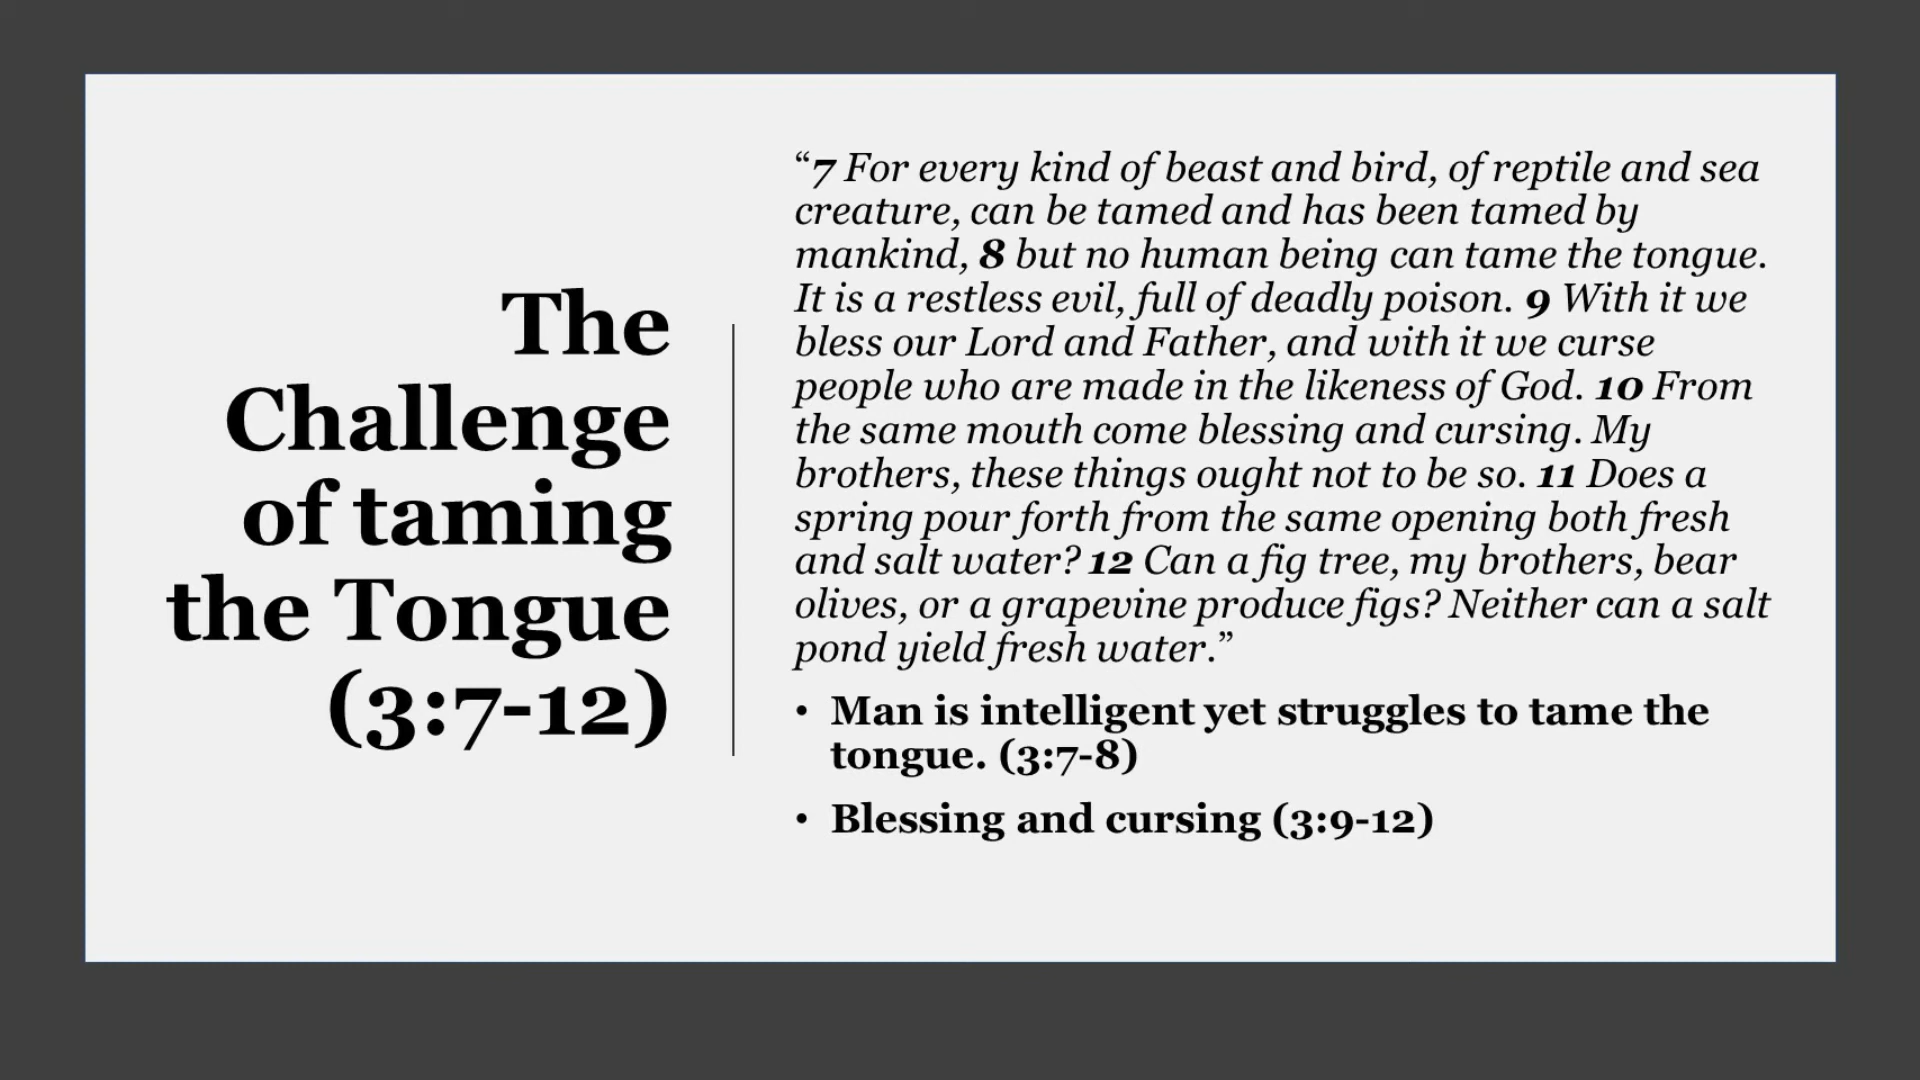 The
Challenge
of taming
the Tongue
(3:7-12)
“7 For every kind of beast and bird, of reptile and sea
creature, can be tamed and has been tamed by
mankind, 8 but no human being can tame the tongue.
It is a restless evil, full of deadly poison. 9 With it we
bless our Lord and Father, and with it we curse
people who are made in the likeness of God. 10 From
the same mouth come blessing and cursing. My
brothers, these things ought not to be so. 11 Does a
spring pour forth from the same opening both fresh
and salt water? 12 Can a fig tree, my brothers, bear
olives, or a grapevine produce figs? Neither can a salt
pond yield fresh water.”
• Man is intelligent yet struggles to tame the
tongue. (3:7-8)
• Blessing and cursing (3:9-12)